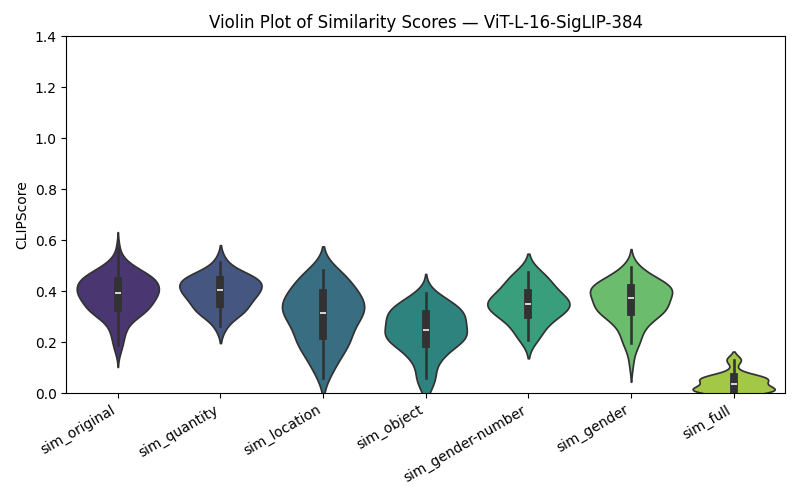 Violin Plot of Similarity Scores — ViT-L-16-SigLIP-384
CLIPScore
1.4
1.2
1.0
0.8
0.6
0.4
0.2
0.0
sim_original
sim_quantity
sim_location
sim_object
sim_gender-number
sim_gender
sim_full